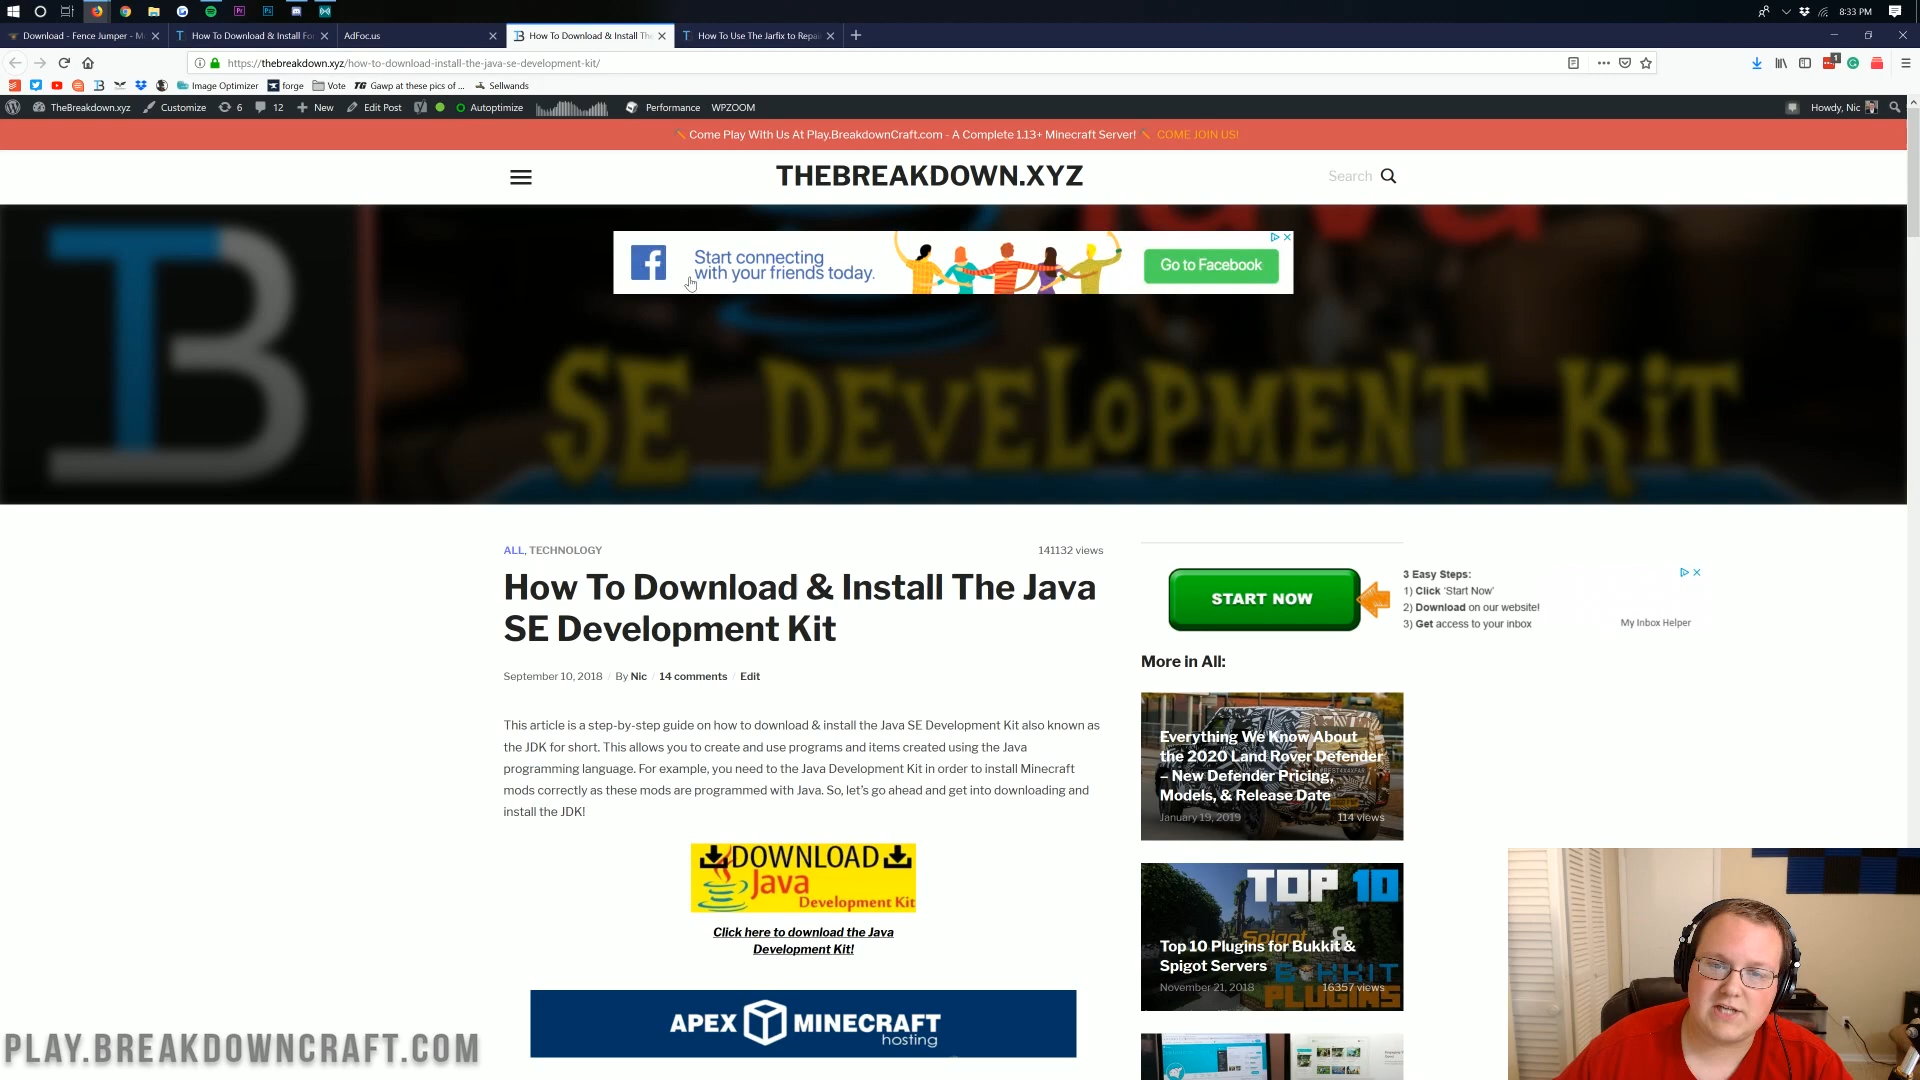 8:33 PM
Download - Fence Jumper - M
How To Download & Install Fo
AdFoc.us
How To Download & Install The
How To Use The Jarfix to Repai
https://thebreakdown.xyz/how-to-download-install-the-java-se-development-kit/
Image Optimizer
forge
Vote
TG Gawp at these pics of ...
Sellwands
TheBreakdown.xyz
Customize
6
12
New
Edit Post
Autoptimize
Performance
WPZOOM
Howdy, Nic
Come Play With Us At Play.BreakdownCraft.com - A Complete 1.13+ Minecraft Server!
COME JOIN US!
THEBREAKDOWN.XYZ
Search
Start connecting
with your friends today.
Go to Facebook
SE DEVELOPMENT KiT
ALL, TECHNOLOGY
141132 views
How To Download & Install The Java
SE Development Kit
September 10, 2018 / By Nic / 14 comments / Edit
This article is a step-by-step guide on how to download & install the Java SE Development Kit also known as
the JDK for short. This allows you to create and use programs and items created using the Java
programming language. For example, you need to the Java Development Kit in order to install Minecraft
mods correctly as these mods are programmed with Java. So, let's go ahead and get into downloading and
install the JDK!
DOWNLOAD
Java
Development Kit
Click here to download the Java
Development Kit!
APEX MINECRAFT
hosting
START NOW
3 Easy Steps:
1) Click 'Start Now'
2) Download on our website!
3) Get access to your inbox
My Inbox Helper
More in All:
Everything We Know About
the 2020 Land Rover Defender
– New Defender Pricing,
Models, & Release Date
January 19, 2019
114 views
TOP 10
Spigot &
BUKKIT
PLUGINS
Top 10 Plugins for Bukkit &
Spigot Servers
November 21, 2018
16357 views
PLAY.BREAKDOWNCRAFT.COM